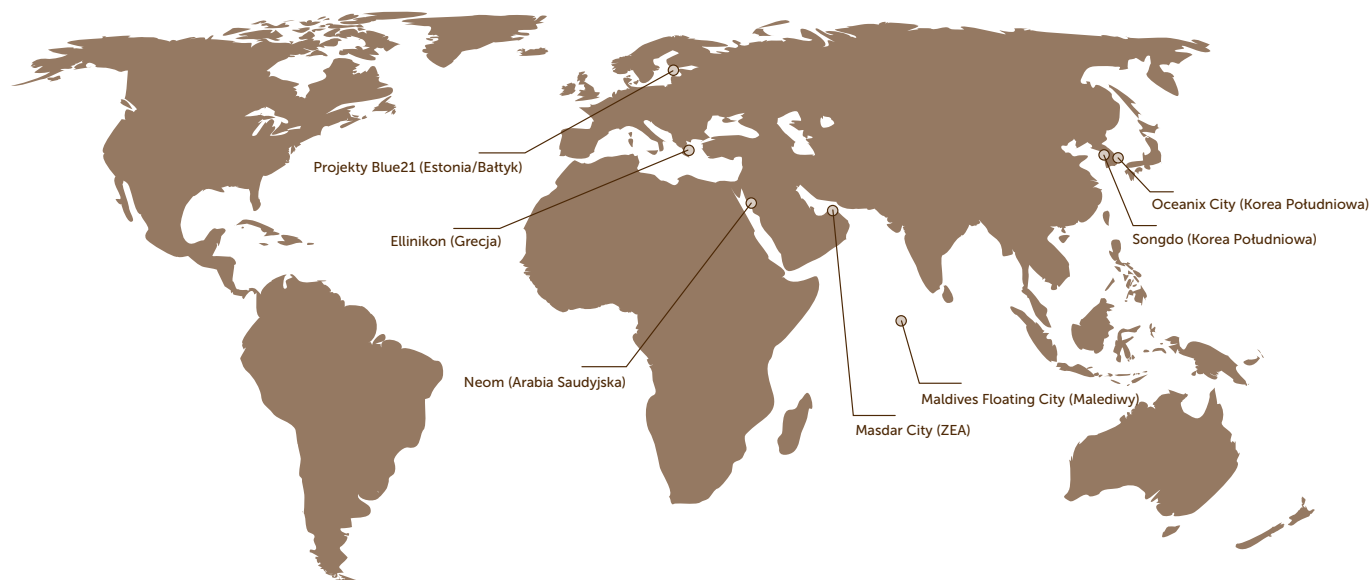 Projekty Blue21 (Estonia/Bałtyk)
Oceanix City (Korea Południowa)
Ellinikon (Grecja)
Songdo (Korea Południowa)
Neom (Arabia Saudyjska)
Maldives Floating City (Malediwy)
Masdar City (ZEA)